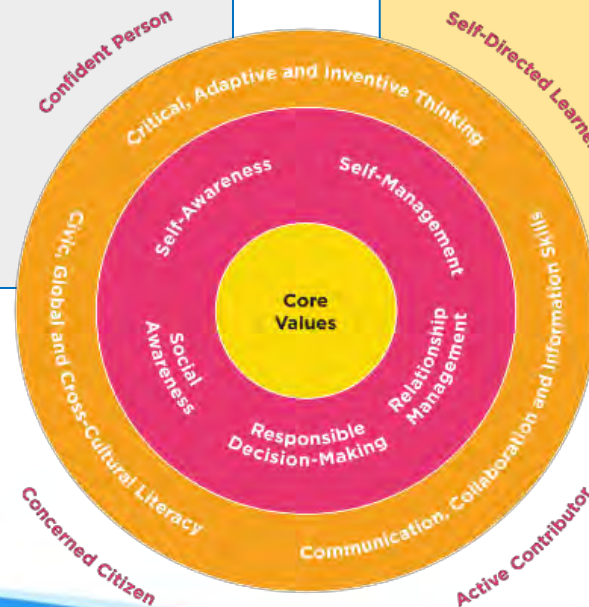 Confident Person
Self-Directed Learner
Critical, Adaptive and Inventive Thinking
Self-Awareness
Self-Management
Civic, Global and Cross-Cultural Literacy
Core
Values
Social
Awareness
Relationship
Management
Responsible
Decision-Making
Communication, Collaboration and Information Skills
Concerned Citizen
Active Contributor